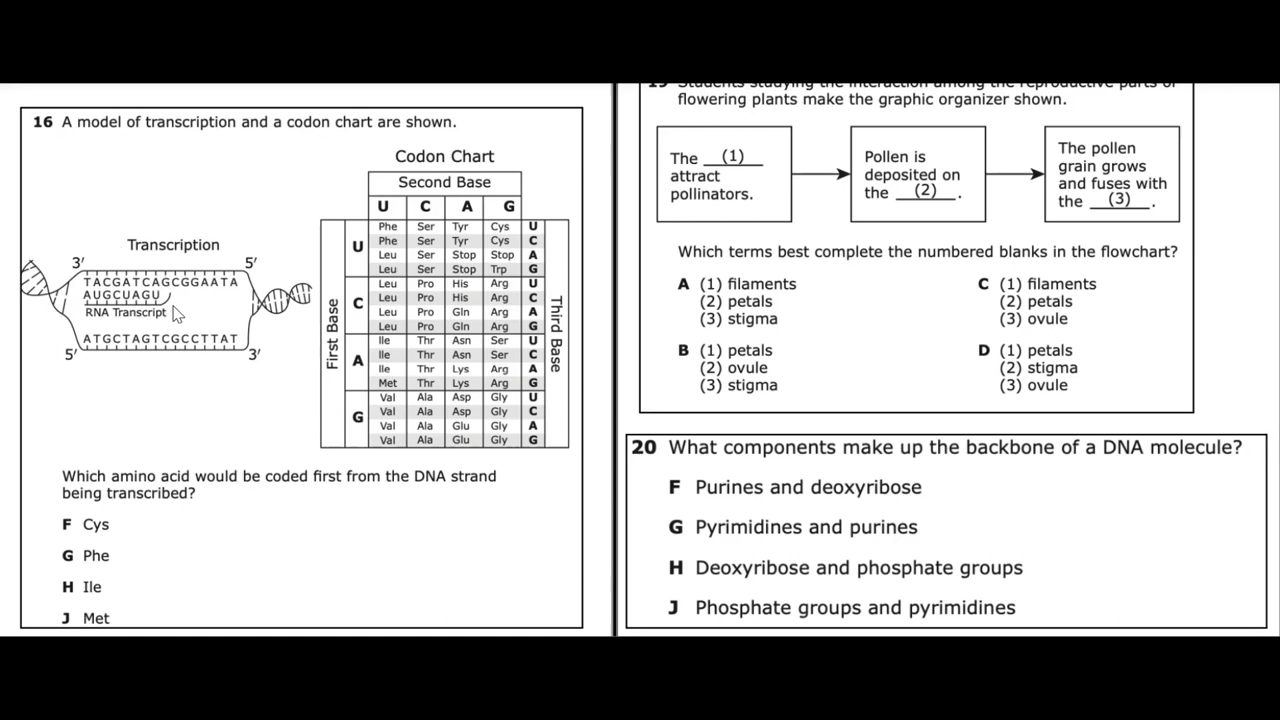 16 A model of transcription and a codon chart are shown.
Codon Chart
Second Base
U C A G
Transcription
3′ 5′
TACGATCAGCGGAATA
AUGCUAGU
RNA Transcript
ATGCTAGTCGCCTTAT
5′ 3′
First Base
Third Base
U
Phe Ser Tyr Cys U
Phe Ser Tyr Cys C
Leu Ser Stop Stop A
Leu Ser Stop Trp G
C
Leu Pro His Arg U
Leu Pro His Arg C
Leu Pro Gln Arg A
Leu Pro Gln Arg G
A
Ile Thr Asn Ser U
Ile Thr Asn Ser C
Ile Thr Lys Arg A
Met Thr Lys Arg G
G
Val Ala Asp Gly U
Val Ala Asp Gly C
Val Ala Glu Gly A
Val Ala Glu Gly G
Which amino acid would be coded first from the DNA strand
being transcribed?
F Cys
G Phe
H Ile
J Met
19 Students studying the interaction among the reproductive parts of
flowering plants make the graphic organizer shown.
The (1)
attract
pollinators.
Pollen is
deposited on
the (2) .
The pollen
grain grows
and fuses with
the (3) .
Which terms best complete the numbered blanks in the flowchart?
A (1) filaments
(2) petals
(3) stigma
B (1) petals
(2) ovule
(3) stigma
C (1) filaments
(2) petals
(3) ovule
D (1) petals
(2) stigma
(3) ovule
20 What components make up the backbone of a DNA molecule?
F Purines and deoxyribose
G Pyrimidines and purines
H Deoxyribose and phosphate groups
J Phosphate groups and pyrimidines